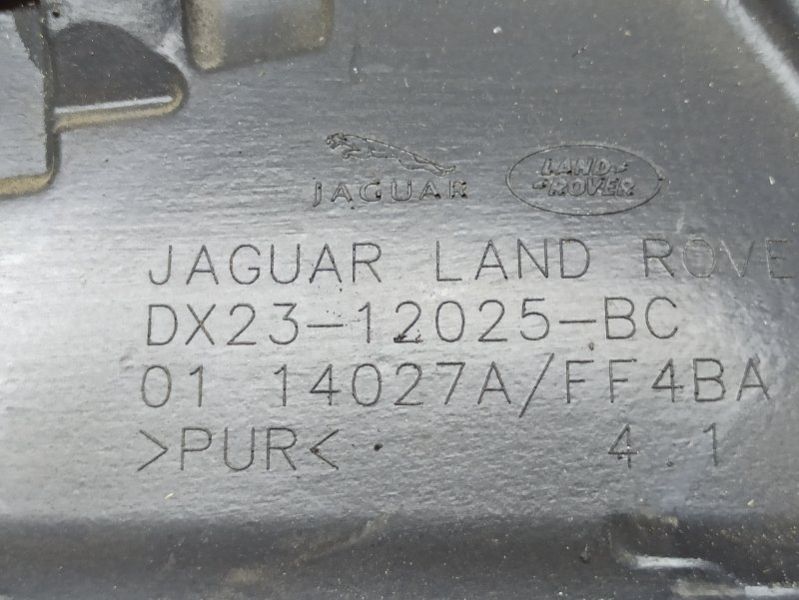 JAGUAR LAND ROVER
JAGUAR LAND ROVE
DX23-12025-BC
01 14027A/FF4BA
>PUR< 4.1